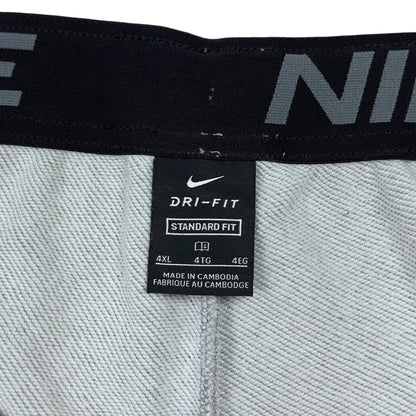 E NI
DRI-FIT
STANDARD FIT
4XL 4TG 4EG
MADE IN CAMBODIA
FABRIQUE AU CAMBODGE